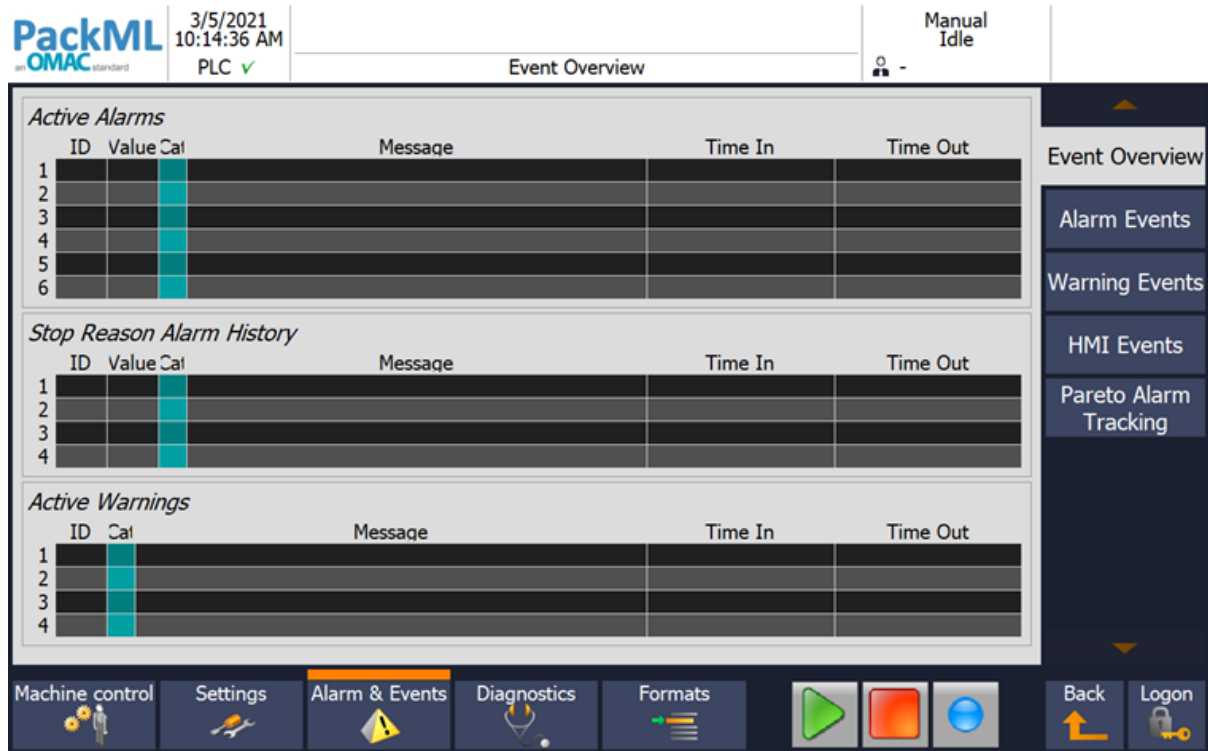 PackML
an OMAC standard
3/5/2021
10:14:36 AM
PLC
Event Overview
Manual
Idle
-
Active Alarms
ID Value Cat Message Time In Time Out
1
2
3
4
5
6
Stop Reason Alarm History
ID Value Cat Message Time In Time Out
1
2
3
4
Active Warnings
ID Cat Message Time In Time Out
1
2
3
4
Event Overview
Alarm Events
Warning Events
HMI Events
Pareto Alarm
Tracking
Machine control Settings Alarm & Events Diagnostics Formats Back Logon